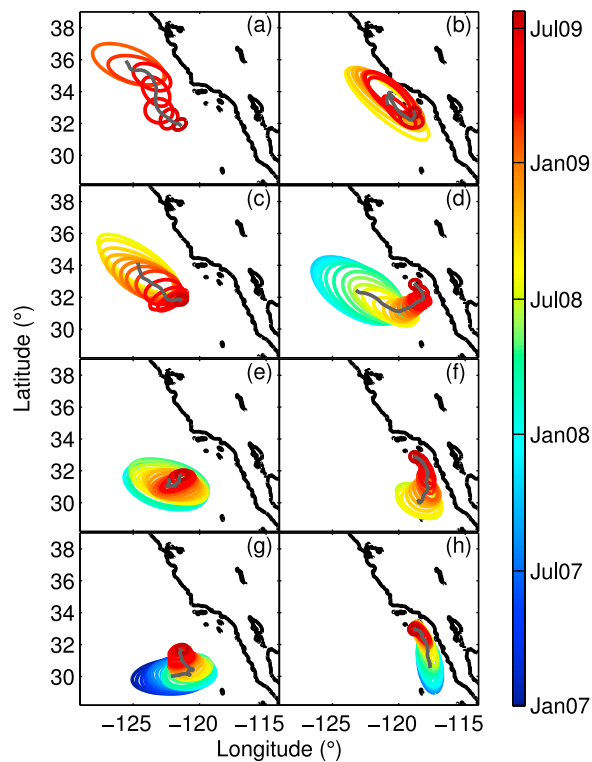 (a) (b)
38
36
34
32
30
(c) (d)
38
36
34
32
30
(e) (f)
38
36
34
32
30
(g) (h)
38
36
34
32
30
Latitude (°)
−125 −120 −115 −125 −120 −115
Longitude (°)
Jul09
Jan09
Jul08
Jan08
Jul07
Jan07